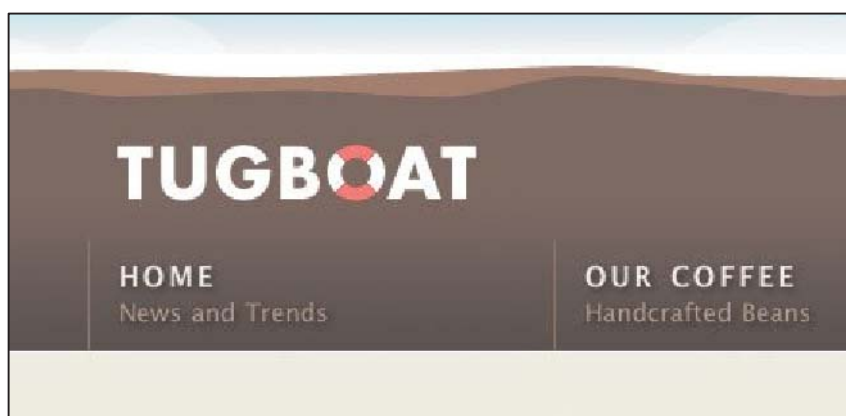 TUGBOAT
HOME
News and Trends
OUR COFFEE
Handcrafted Beans